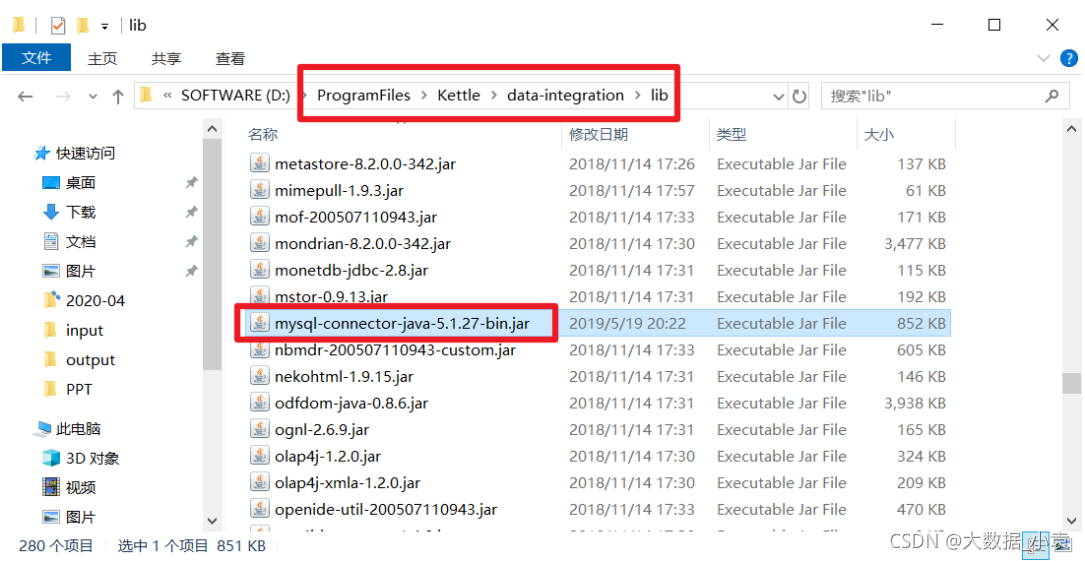 lib
文件 主页 共享 查看
« SOFTWARE (D:) › ProgramFiles › Kettle › data-integration › lib 搜索"lib"
名称 修改日期 类型 大小
快速访问
桌面
下载
文档
图片
2020-04
input
output
PPT
此电脑
3D 对象
视频
图片
metastore-8.2.0.0-342.jar 2018/11/14 17:26 Executable Jar File 137 KB
mimepull-1.9.3.jar 2018/11/14 17:57 Executable Jar File 61 KB
mof-200507110943.jar 2018/11/14 17:33 Executable Jar File 171 KB
mondrian-8.2.0.0-342.jar 2018/11/14 17:30 Executable Jar File 3,477 KB
monetdb-jdbc-2.8.jar 2018/11/14 17:31 Executable Jar File 115 KB
mstor-0.9.13.jar 2018/11/14 17:31 Executable Jar File 192 KB
mysql-connector-java-5.1.27-bin.jar 2019/5/19 20:22 Executable Jar File 852 KB
nbmdr-200507110943-custom.jar 2018/11/14 17:33 Executable Jar File 605 KB
nekohtml-1.9.15.jar 2018/11/14 17:31 Executable Jar File 146 KB
odfdom-java-0.8.6.jar 2018/11/14 17:31 Executable Jar File 3,938 KB
ognl-2.6.9.jar 2018/11/14 17:31 Executable Jar File 165 KB
olap4j-1.2.0.jar 2018/11/14 17:30 Executable Jar File 324 KB
olap4j-xmla-1.2.0.jar 2018/11/14 17:30 Executable Jar File 209 KB
openide-util-200507110943.jar 2018/11/14 17:33 Executable Jar File 470 KB
280 个项目 选中 1 个项目 851 KB
CSDN @大数据_小袁